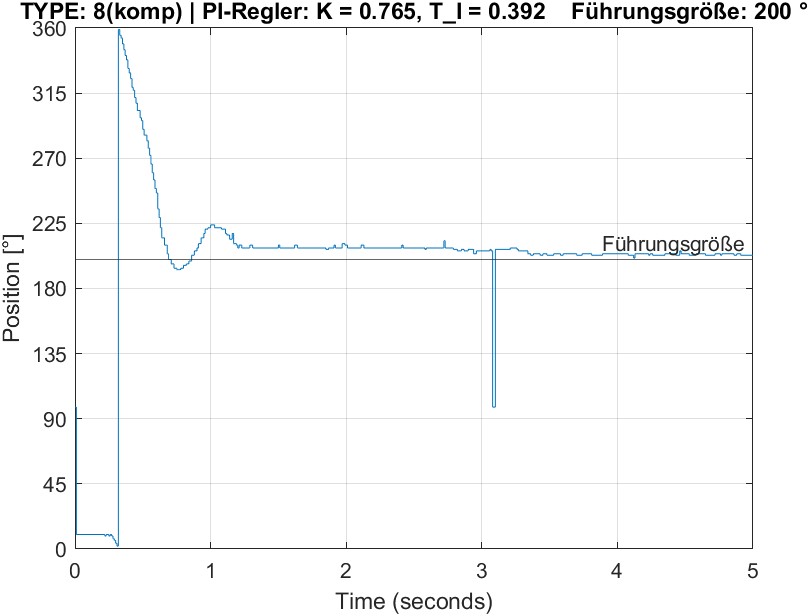 TYPE: 8(komp) | PI-Regler: K = 0.765, T_I = 0.392    Führungsgröße: 200 °
360
315
270
225
180
135
90
45
0
Position [°]
Führungsgröße
0 1 2 3 4 5
Time (seconds)